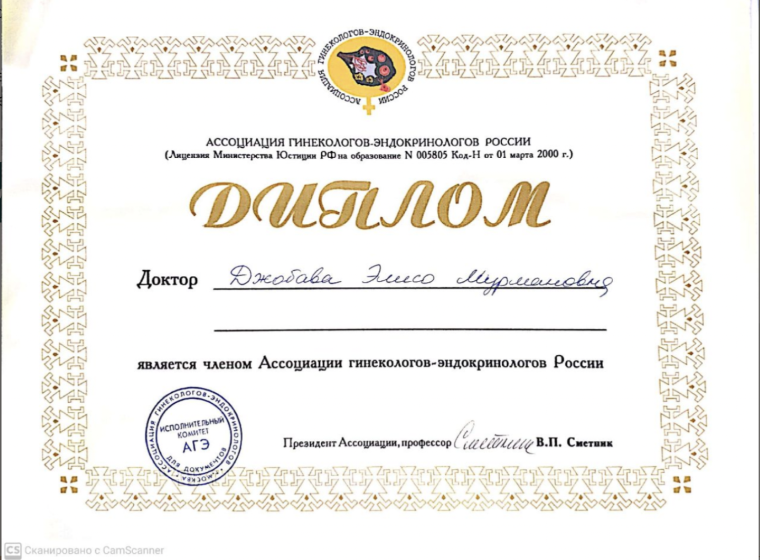 АССОЦИАЦИЯ ГИНЕКОЛОГОВ-ЭНДОКРИНОЛОГОВ РОССИИ
АССОЦИАЦИЯ ГИНЕКОЛОГОВ-ЭНДОКРИНОЛОГОВ РОССИИ
(Лицензия Министерства Юстиции РФ на образование N 005805 Код-Н от 01 марта 2000 г.)
ДИПЛОМ
Доктор Джобава Элисо Мурмановна
является членом Ассоциации гинекологов-эндокринологов России
АССОЦИАЦИЯ ГИНЕКОЛОГОВ-ЭНДОКРИНОЛОГОВ
ИСПОЛНИТЕЛЬНЫЙ
КОМИТЕТ
АГЭ
ДЛЯ ДОКУМЕНТОВ
Г. МОСКВА
Президент Ассоциации, профессор Сметник В.П. Сметник
CS Сканировано с CamScanner